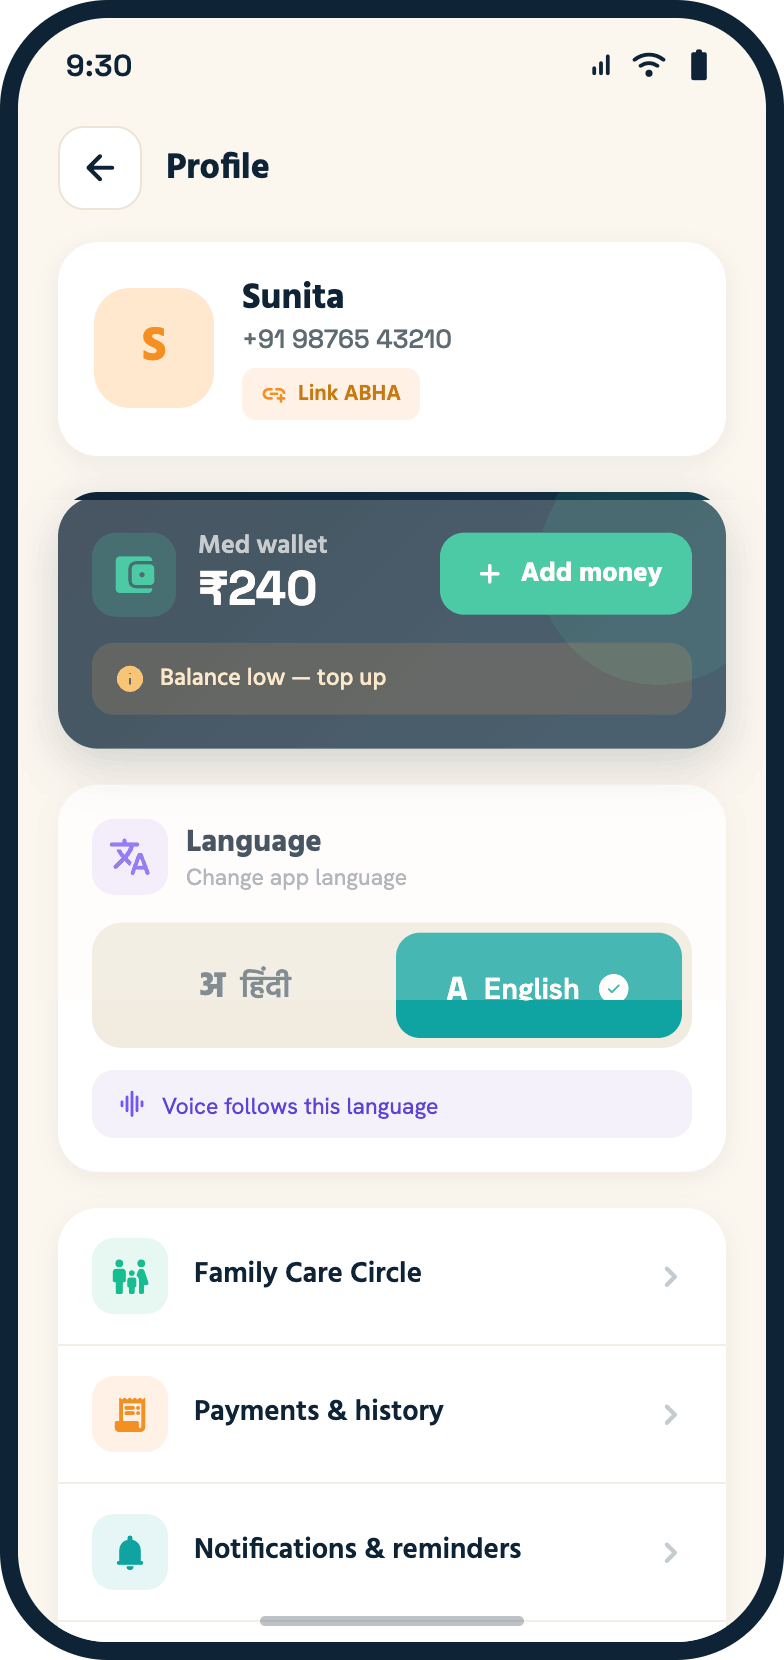 9:30
Profile
S
Sunita
+91 98765 43210
Link ABHA
Med wallet
₹240
+ Add money
Balance low — top up
Language
Change app language
अ हिंदी
A English
Voice follows this language
Family Care Circle
Payments & history
Notifications & reminders